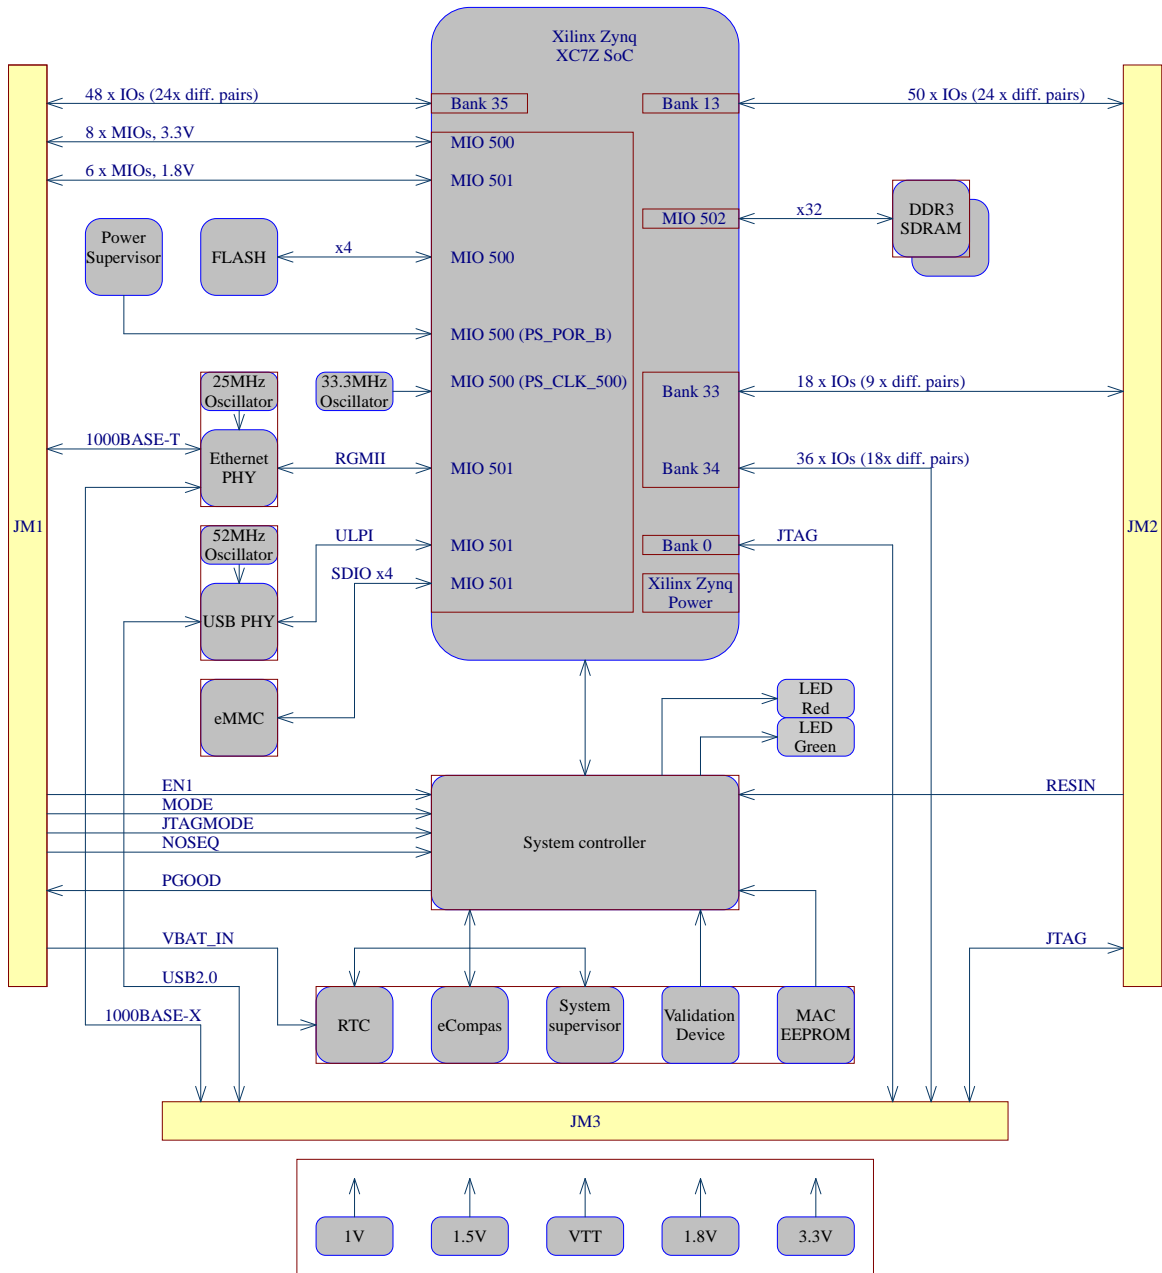 Xilinx Zynq
XC7Z SoC
48 x IOs (24x diff. pairs)
Bank 35
Bank 13
50 x IOs (24 x diff. pairs)
8 x MIOs, 3.3V
MIO 500
6 x MIOs, 1.8V
MIO 501
MIO 502
x32
DDR3
SDRAM
Power
Supervisor
FLASH
x4
MIO 500
MIO 500 (PS_POR_B)
25MHz
Oscillator
33.3MHz
Oscillator
MIO 500 (PS_CLK_500)
Bank 33
18 x IOs (9 x diff. pairs)
1000BASE-T
Ethernet
PHY
RGMII
MIO 501
Bank 34
36 x IOs (18x diff. pairs)
JM1
JM2
52MHz
Oscillator
ULPI
MIO 501
Bank 0
JTAG
SDIO x4
MIO 501
Xilinx Zynq
Power
USB PHY
eMMC
LED
Red
LED
Green
EN1
MODE
JTAGMODE
NOSEQ
PGOOD
System controller
RESIN
VBAT_IN
JTAG
USB2.0
1000BASE-X
RTC
eCompas
System
supervisor
Validation
Device
MAC
EEPROM
JM3
1V
1.5V
VTT
1.8V
3.3V